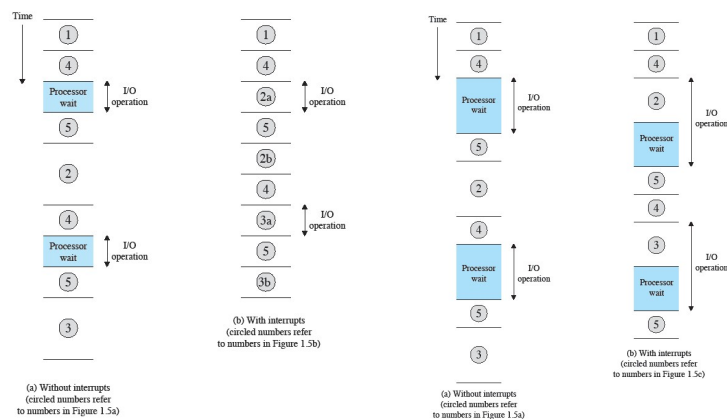 Time
1
4
Processor
wait
I/O
operation
5
2
4
Processor
wait
I/O
operation
5
3
(a) Without interrupts
(circled numbers refer
to numbers in Figure 1.5a)
1
4
2a
I/O
operation
5
2b
4
3a
I/O
operation
5
3b
(b) With interrupts
(circled numbers refer
to numbers in Figure 1.5b)
Time
1
4
Processor
wait
I/O
operation
5
2
4
Processor
wait
I/O
operation
5
3
(a) Without interrupts
(circled numbers refer
to numbers in Figure 1.5a)
1
4
2
I/O
operation
Processor
wait
5
4
3
I/O
operation
Processor
wait
5
(b) With interrupts
(circled numbers refer
to numbers in Figure 1.5c)